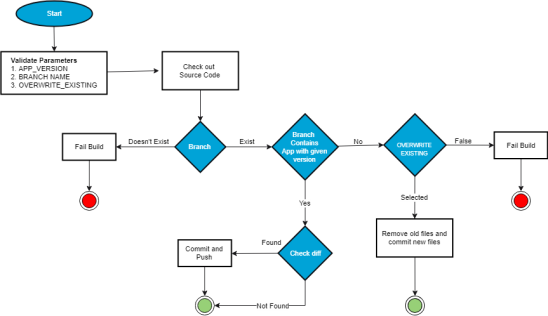 Start
Validate Parameters
1. APP_VERSION
2. BRANCH NAME
3. OVERWRITE_EXISTING
Check out
Source Code
Fail Build
Doesn't Exist
Branch
Exist
Branch
Contains
App with given
version
No
OVERWRITE
EXISTING
False
Fail Build
Yes
Selected
Commit and
Push
Found
Check diff
Remove old files and
commit new files
Not Found